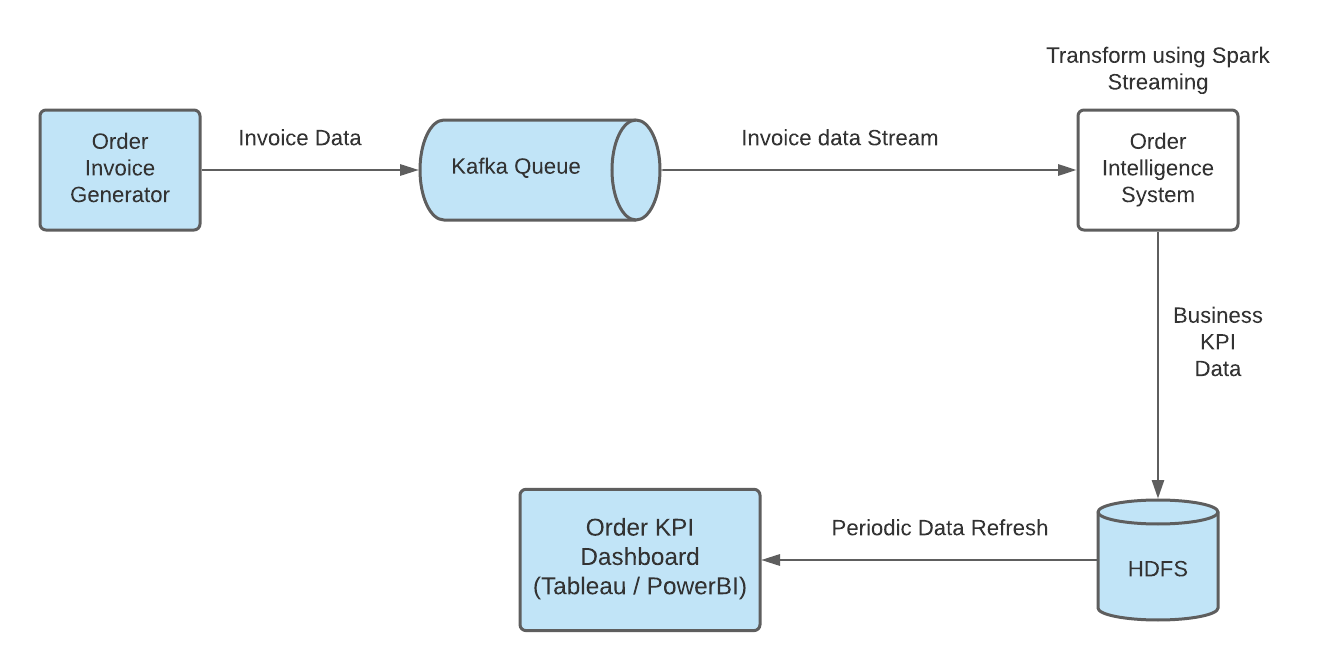 Transform using Spark
Streaming
Order
Invoice
Generator
Invoice Data
Kafka Queue
Invoice data Stream
Order
Intelligence
System
Business
KPI
Data
Order KPI
Dashboard
(Tableau / PowerBI)
Periodic Data Refresh
HDFS